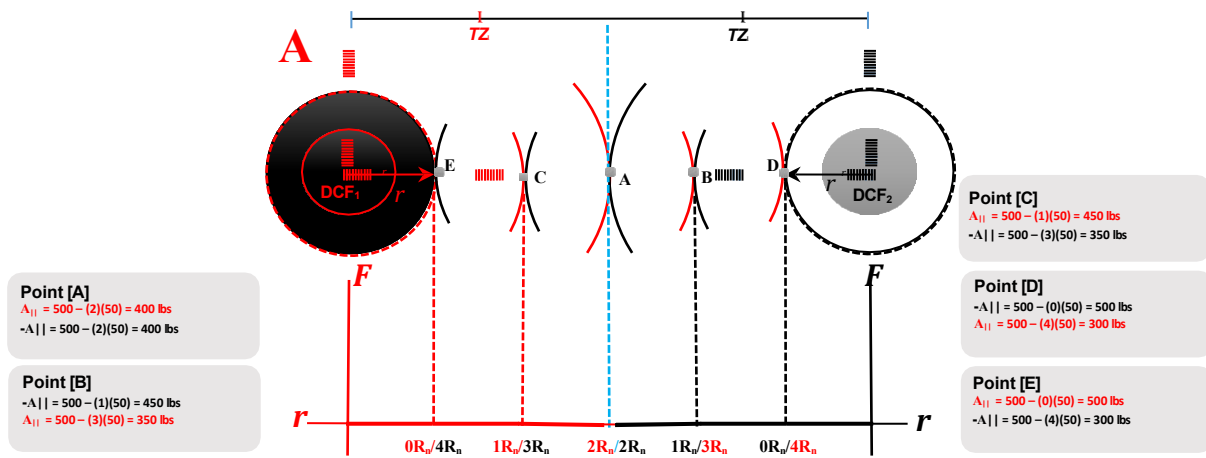 TZ
TZ
A
E
C
A
B
D
DCF₁
r
r
DCF₂
F
F
Point [A]
A|| = 500 – (2)(50) = 400 lbs
-A|| = 500 – (2)(50) = 400 lbs
Point [B]
-A|| = 500 – (1)(50) = 450 lbs
A|| = 500 – (3)(50) = 350 lbs
Point [C]
A|| = 500 – (1)(50) = 450 lbs
-A|| = 500 – (3)(50) = 350 lbs
Point [D]
-A|| = 500 – (0)(50) = 500 lbs
A|| = 500 – (4)(50) = 300 lbs
Point [E]
A|| = 500 – (0)(50) = 500 lbs
-A|| = 500 – (4)(50) = 300 lbs
r
r
0Rₙ/4Rₙ
1Rₙ/3Rₙ
2Rₙ/2Rₙ
1Rₙ/3Rₙ
0Rₙ/4Rₙ